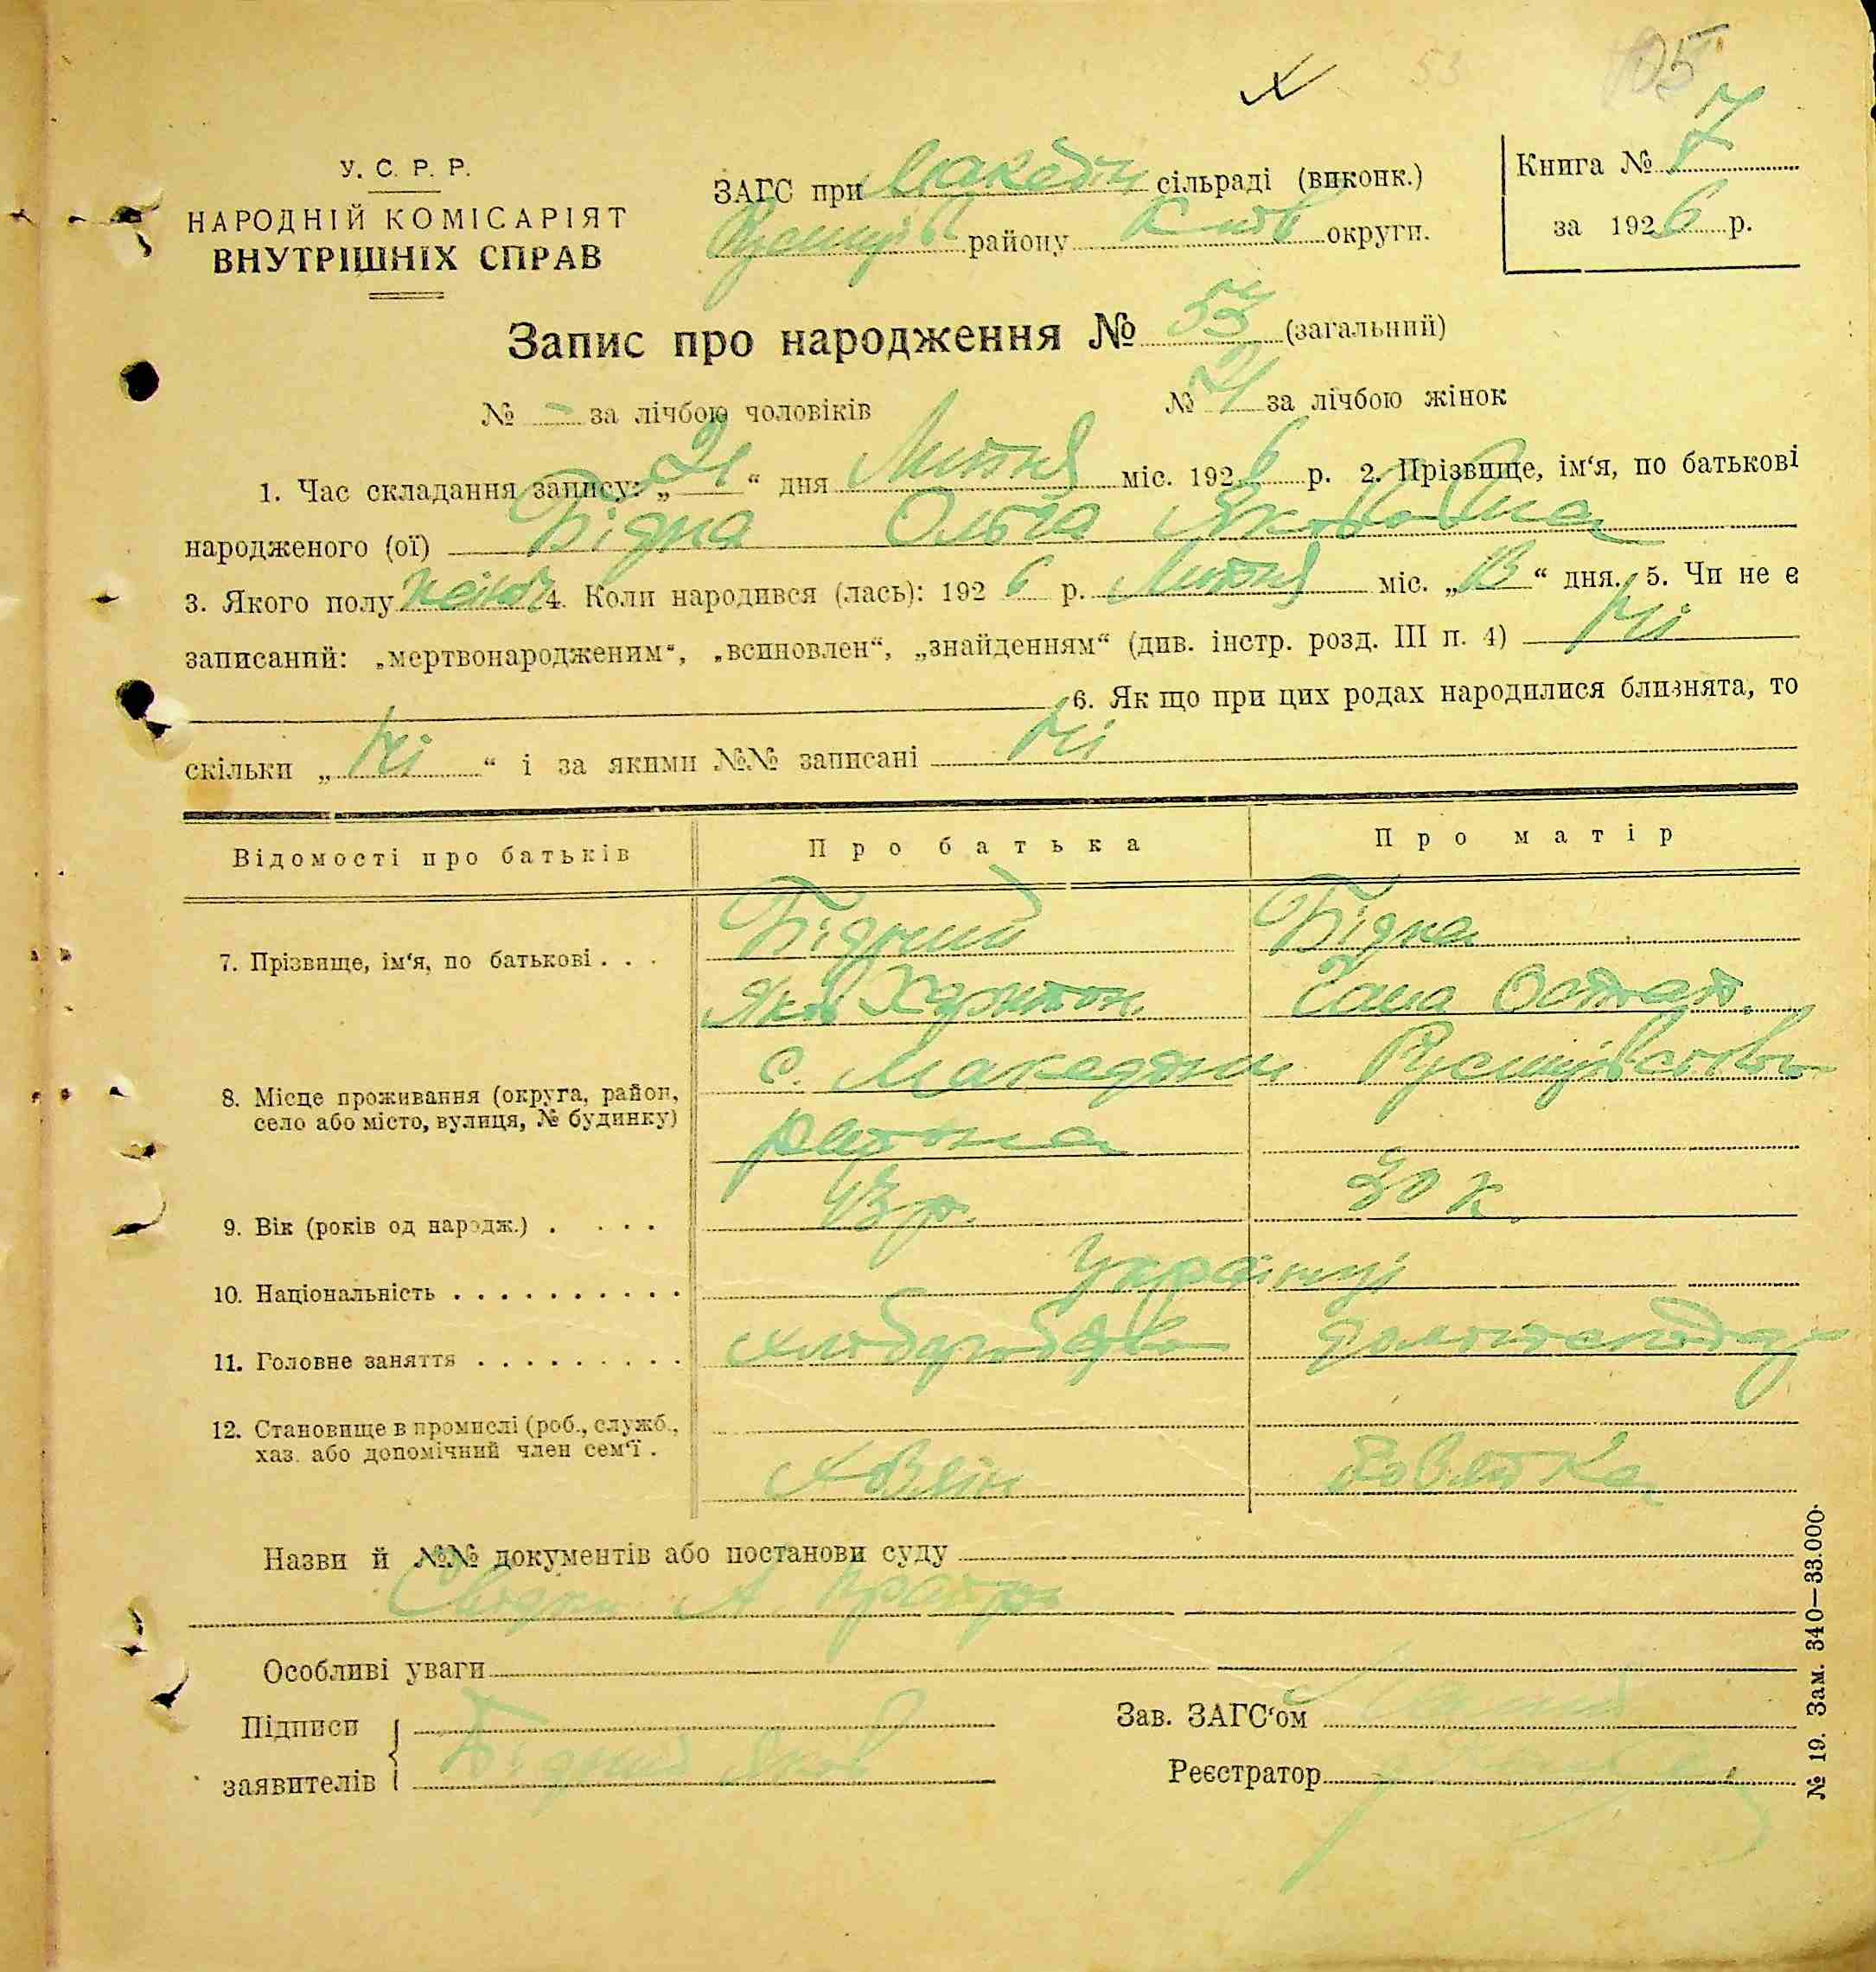 53 105
У. С. Р. Р.
НАРОДНІЙ КОМІСАРІЯТ
ВНУТРІШНІХ СПРАВ
ЗАГС при Македон сільраді (виконк.)
району Київ округи.
Книга № 7
за 1926 р.
Запис про народження № 53 (загальний)
№ - за лічбою чоловіків
№ 21 за лічбою жінок
1. Час складання запису: „21“ дня Липня міс. 1926 р. 2. Прізвище, ім‘я, по батькові
народженого (ої) Бідна Ольга Яковівна
3. Якого полу жіноч 4. Коли народився (лась): 1926 р. Липня міс. „13“ дня. 5. Чи не є
записаний: „мертвонародженим“, „всиновлен“, „знайденням“ (див. інстр. розд. III п. 4) Ні
6. Як що при цих родах народилися близнята, то
скільки „Ні“ і за якими №№ записані Ні
Відомості про батьків Про батька Про матір
7. Прізвище, ім‘я, по батькові . . . Бідний Бідна
Яків Харитон. Остап.
8. Місце проживання (округа, район,
село або місто, вулиця, № будинку)
с. Македони
района
9. Вік (років од народж.) . . . . 43 р. 30 р.
10. Національність . . . . . . . . . . Українці
11. Головне заняття . . . . . . . . . хлоборобство домогоспод
12. Становище в промислі (роб., служб.,
хаз. або допомічний член сем‘ї .
Назви й №№ документів або постанови суду
Особливі уваги
Підписи
заявителів
Бідний Яков
Зав. ЗАГС‘ом
Реєстратор
№ 19. Зам. 340—33.000.